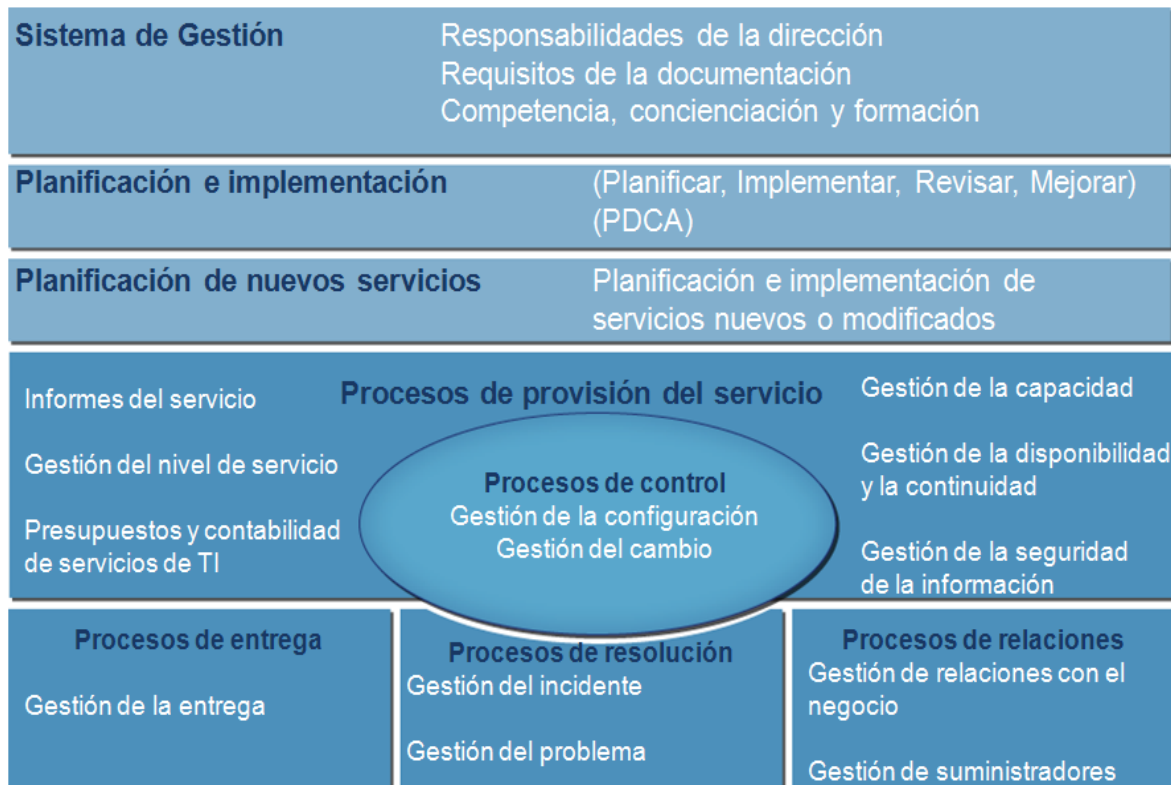 Sistema de Gestión
Responsabilidades de la dirección
Requisitos de la documentación
Competencia, concienciación y formación
Planificación e implementación
(Planificar, Implementar, Revisar, Mejorar)
(PDCA)
Planificación de nuevos servicios
Planificación e implementación de
servicios nuevos o modificados
Procesos de provisión del servicio
Informes del servicio
Gestión del nivel de servicio
Presupuestos y contabilidad
de servicios de TI
Procesos de control
Gestión de la configuración
Gestión del cambio
Gestión de la capacidad
Gestión de la disponibilidad
y la continuidad
Gestión de la seguridad
de la información
Procesos de entrega
Gestión de la entrega
Procesos de resolución
Gestión del incidente
Gestión del problema
Procesos de relaciones
Gestión de relaciones con el
negocio
Gestión de suministradores